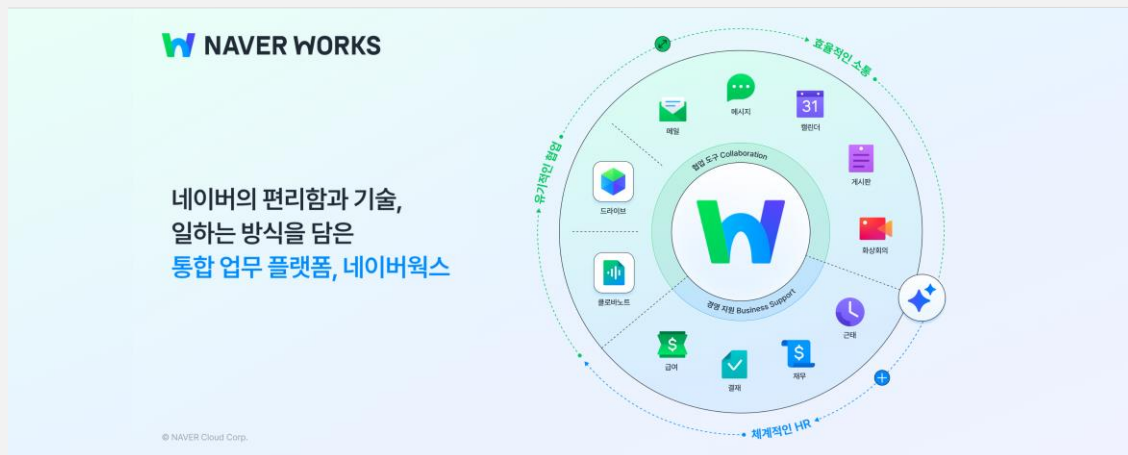 NAVER WORKS
네이버의 편리함과 기술,
일하는 방식을 담은
통합 업무 플랫폼, 네이버웍스
© NAVER Cloud Corp.
효율적인 소통
유기적인 협업
체계적인 HR
협업 도구 Collaboration
경영 지원 Business Support
메일
메시지
31
캘린더
게시판
화상회의
드라이브
클로바노트
근태
$
재무
결재
$
급여